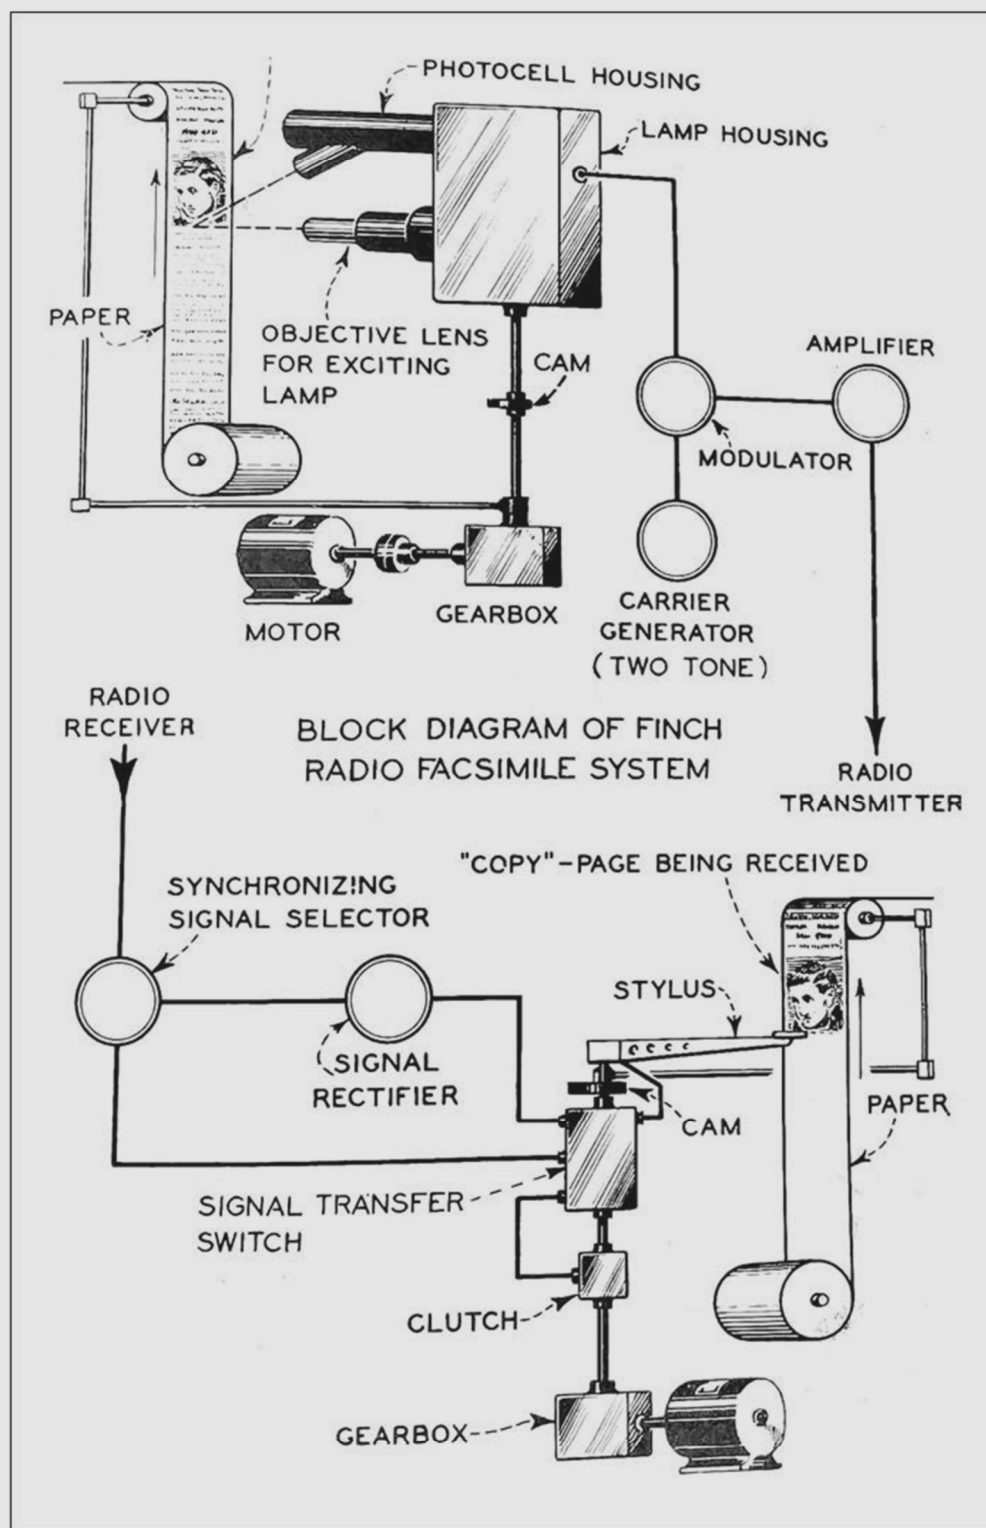 PHOTOCELL HOUSING
LAMP HOUSING
PAPER
OBJECTIVE LENS
FOR EXCITING
LAMP
CAM
AMPLIFIER
MODULATOR
MOTOR
GEARBOX
CARRIER
GENERATOR
(TWO TONE)
RADIO
RECEIVER
BLOCK DIAGRAM OF FINCH
RADIO FACSIMILE SYSTEM
RADIO
TRANSMITTER
"COPY"-PAGE BEING RECEIVED
SYNCHRONIZING
SIGNAL SELECTOR
STYLUS
SIGNAL
RECTIFIER
CAM
PAPER
SIGNAL TRANSFER
SWITCH
CLUTCH
GEARBOX